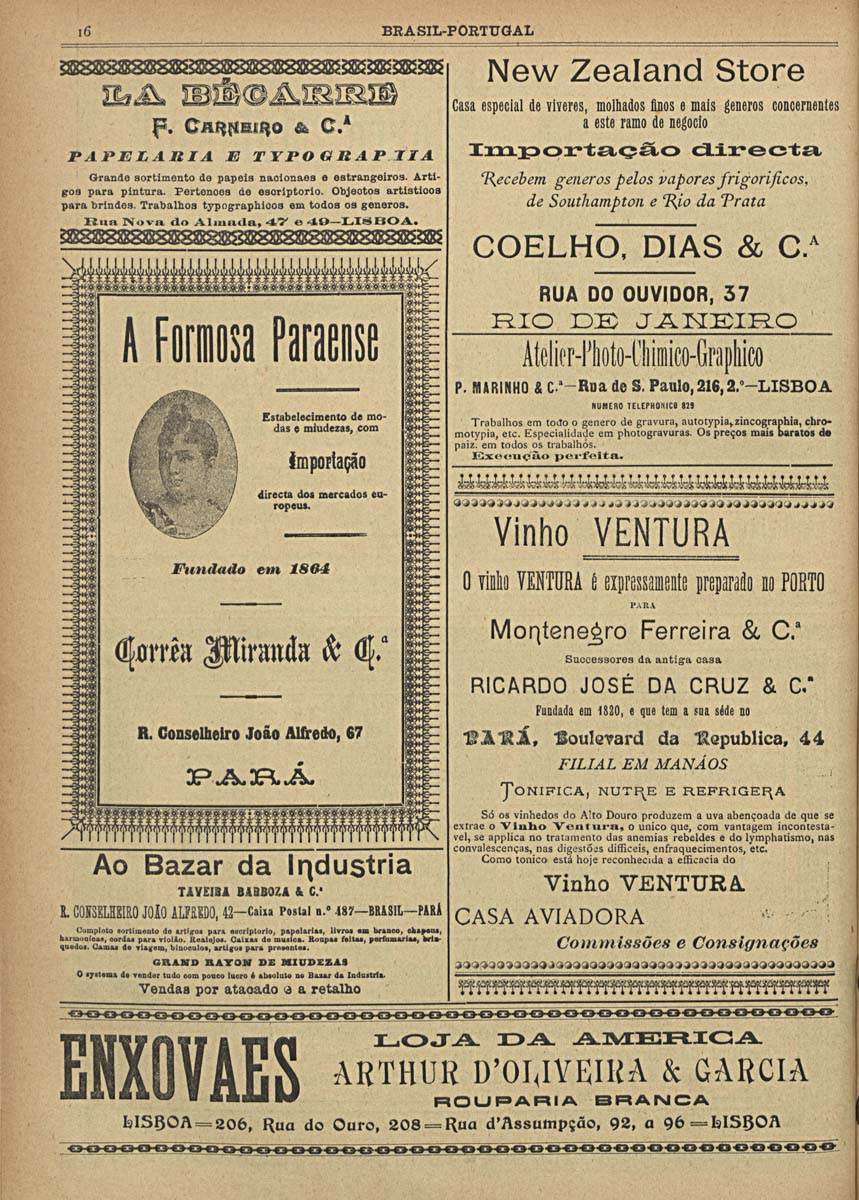 16
BRASIL-PORTUGAL
LA BÉCARRE
F. CARNEIRO & C.ª
PAPELARIA E TYPOGRAPHIA
Grande sortimento de papeis nacionaes e estrangeiros. Arti-
gos para pintura. Pertences de escriptorio. Objectos artisticos
para brindes. Trabalhos typographicos em todos os generos.
Rua Nova do Almada, 47 e 49—LISBOA.
A Formosa Paraense
Estabelecimento de mo-
das e miudezas, com
Importação
directa dos mercados eu-
ropeus.
Fundado em 1864
Corrêa Miranda & C.ª
R. Conselheiro João Alfredo, 67
PARÁ
Ao Bazar da Industria
TAVEIRA BARBOZA & C.ª
R. CONSELHEIRO JOÃO ALFREDO, 42—Caixa Postal n.º 487—BRASIL—PARÁ
Completo sortimento de artigos para escriptorio, papelarias, livros em branco, chapeus,
harmonicas, cordas para violão. Realejos. Caixas de musica. Roupas feitas, perfumarias, brin-
quedos. Camas de viagem, binoculos, artigos para presentes.
GRAND RAYON DE MIUDEZAS
O systema de vender tudo com pouco lucro é absoluto no Bazar da Industria.
Vendas por atacado e a retalho
New Zealand Store
Casa especial de viveres, molhados finos e mais generos concernentes
a este ramo de negocio
Importação directa
Recebem generos pelos vapores frigorificos,
de Southampton e Rio da Prata
COELHO, DIAS & C.ª
RUA DO OUVIDOR, 37
RIO DE JANEIRO
Atelier-Photo-Chimico-Graphico
P. MARINHO & C.ª—Rua de S. Paulo, 216, 2.º—LISBOA
NUMERO TELEPHONICO 829
Trabalhos em todo o genero de gravura, autotypia, zincographia, chro-
motypia, etc. Especialidade em photogravuras. Os preços mais baratos do
paiz. em todos os trabalhos.
Execução perfeita.
Vinho VENTURA
O vinho VENTURA é expressamente preparado no PORTO
PARA
Montenegro Ferreira & C.ª
Successores da antiga casa
RICARDO JOSÉ DA CRUZ & C.ª
Fundada em 1820, e que tem a sua séde no
PARÁ, Boulevard da Republica, 44
FILIAL EM MANÁOS
TONIFICA, NUTRE E REFRIGERA
Só os vinhedos do Alto Douro produzem a uva abençoada de que se
extrae o Vinho Ventura, o unico que, com vantagem incontesta-
vel, se applica no tratamento das anemias rebeldes e do lymphatismo, nas
convalescenças, nas digestões difficeis, enfraquecimentos, etc.
Como tonico está hoje reconhecida a efficacia do
Vinho VENTURA
CASA AVIADORA
Commissões e Consignações
ENXOVAES
LOJA DA AMERICA
ARTHUR D'OLIVEIRA & GARCIA
ROUPARIA BRANCA
LISBOA=206, Rua do Ouro, 208=Rua d'Assumpção, 92, a 96=LISBOA